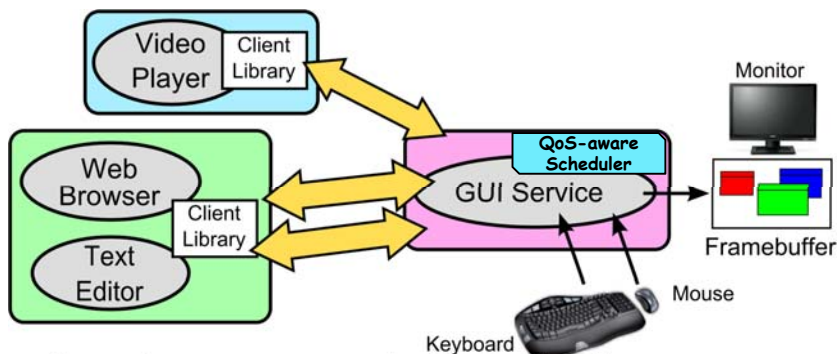 Video
Player
Client
Library
Web
Browser
Client
Library
Text
Editor
QoS-aware
Scheduler
GUI Service
Monitor
Framebuffer
Mouse
Keyboard